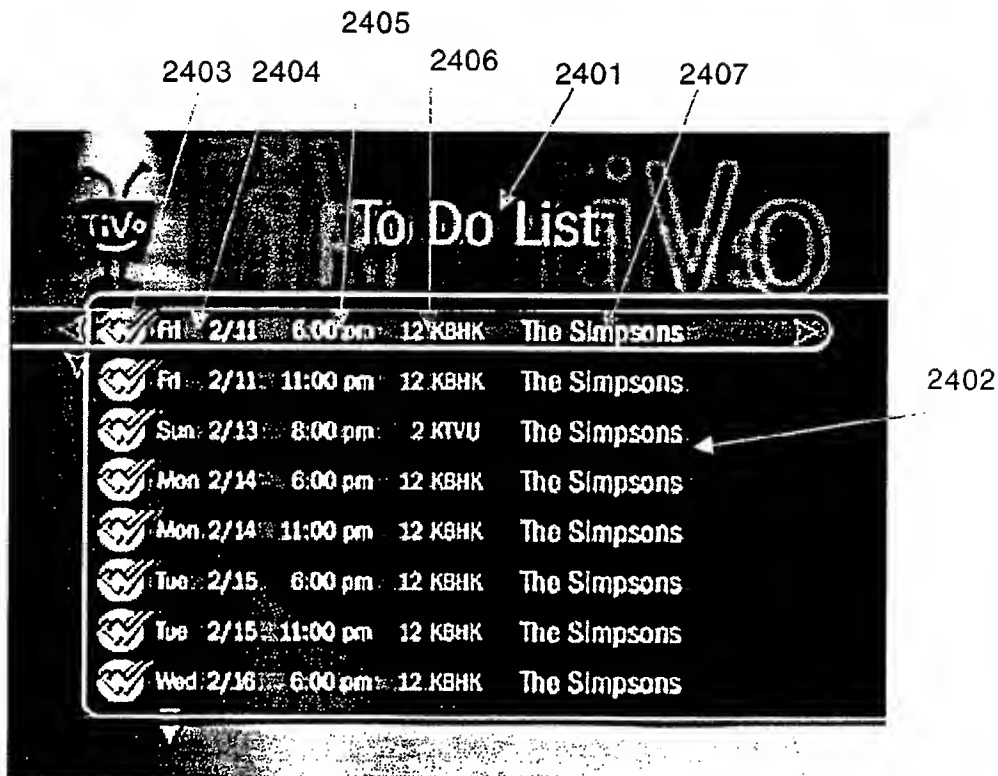 2405
2403 2404 2406 2401 2407
TiVo
TiVo
To Do List
Fri 2/11 6:00 pm 12 KBHK The Simpsons
Fri 2/11 11:00 pm 12 KBHK The Simpsons
2402
Sun 2/13 8:00 pm 2 KTVU The Simpsons
Mon 2/14 6:00 pm 12 KBHK The Simpsons
Mon 2/14 11:00 pm 12 KBHK The Simpsons
Tue 2/15 6:00 pm 12 KBHK The Simpsons
Tue 2/15 11:00 pm 12 KBHK The Simpsons
Wed 2/16 6:00 pm 12 KBHK The Simpsons